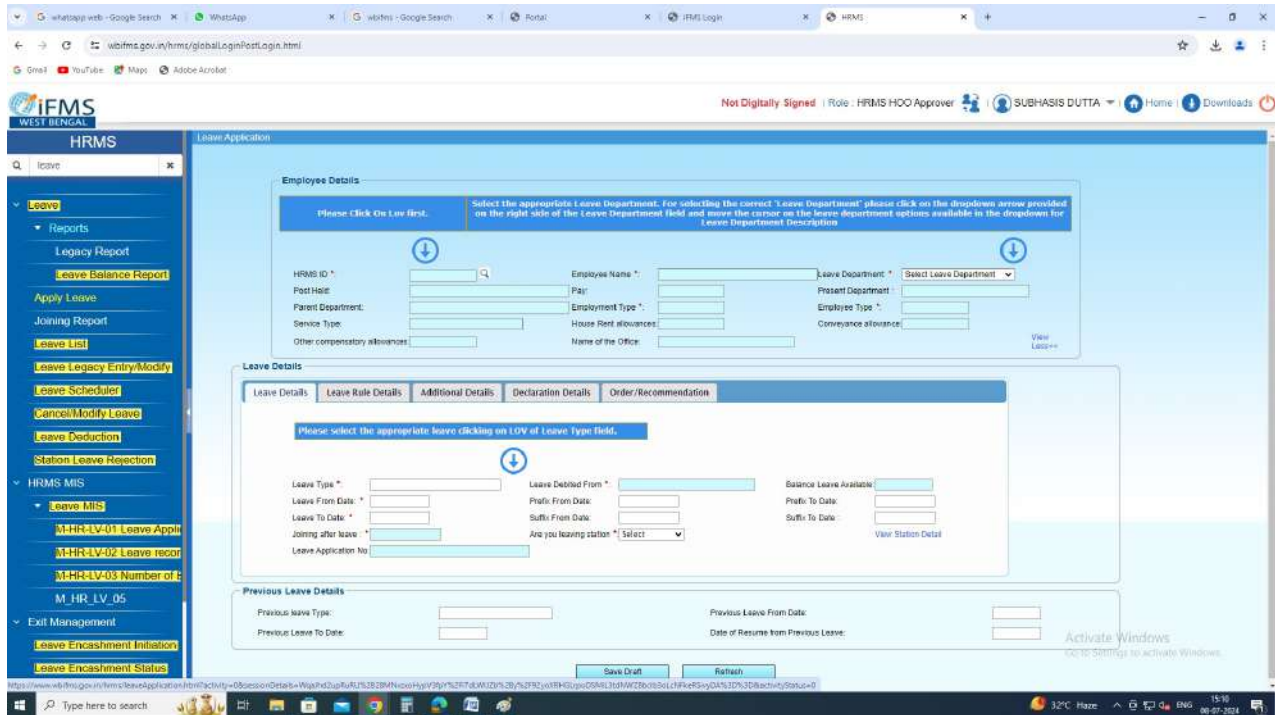 whatsapp web - Google Search
WhatsApp
wbifms - Google Search
Portal
IFMS Login
HRMS
wbifms.gov.in/hrms/globalLoginPostLogin.html
Gmail YouTube Maps Adobe Acrobat
iFMS
WEST BENGAL
Not Digitally Signed Role : HRMS HOO Approver SUBHASIS DUTTA Home Downloads
HRMS
leave
Leave
Reports
Legacy Report
Leave Balance Report
Apply Leave
Joining Report
Leave List
Leave Legacy Entry/Modify
Leave Scheduler
Cancel/Modify Leave
Leave Deduction
Station Leave Rejection
HRMS MIS
Leave MIS
M-HR-LV-01 Leave Appli
M-HR-LV-02 Leave recor
M-HR-LV-03 Number of E
M_HR_LV_05
Exit Management
Leave Encashment Initiation
Leave Encashment Status
Leave Application
Employee Details
Please Click On Lov first.
Select the appropriate Leave Department. For selecting the correct 'Leave Department' please click on the dropdown arrow provided
on the right side of the Leave Department field and move the cursor on the leave department options available in the dropdown for
Leave Department Description
HRMS ID *: Employee Name *: Leave Department * Select Leave Department
Post Held: Pay: Present Department :
Parent Department: Employment Type *: Employee Type *:
Service Type: House Rent allowances: Conveyance allowance:
Other compensatory allowances: Name of the Office: View
Less<<
Leave Details
Leave Details Leave Rule Details Additional Details Declaration Details Order/Recommendation
Please select the appropriate leave clicking on LOV of Leave Type field.
Leave Type *: Leave Debited From *: Balance Leave Available:
Leave From Date: * Prefix From Date: Prefix To Date:
Leave To Date: * Suffix From Date: Suffix To Date:
Joining after leave : * Are you leaving station *: Select View Station Detail
Leave Application No
Previous Leave Details
Previous leave Type: Previous Leave From Date:
Previous Leave To Date: Date of Resume from Previous Leave:
Save Draft Refresh
Activate Windows
Go to Settings to activate Windows.
Type here to search
32°C Haze ENG 15:10
08-07-2024